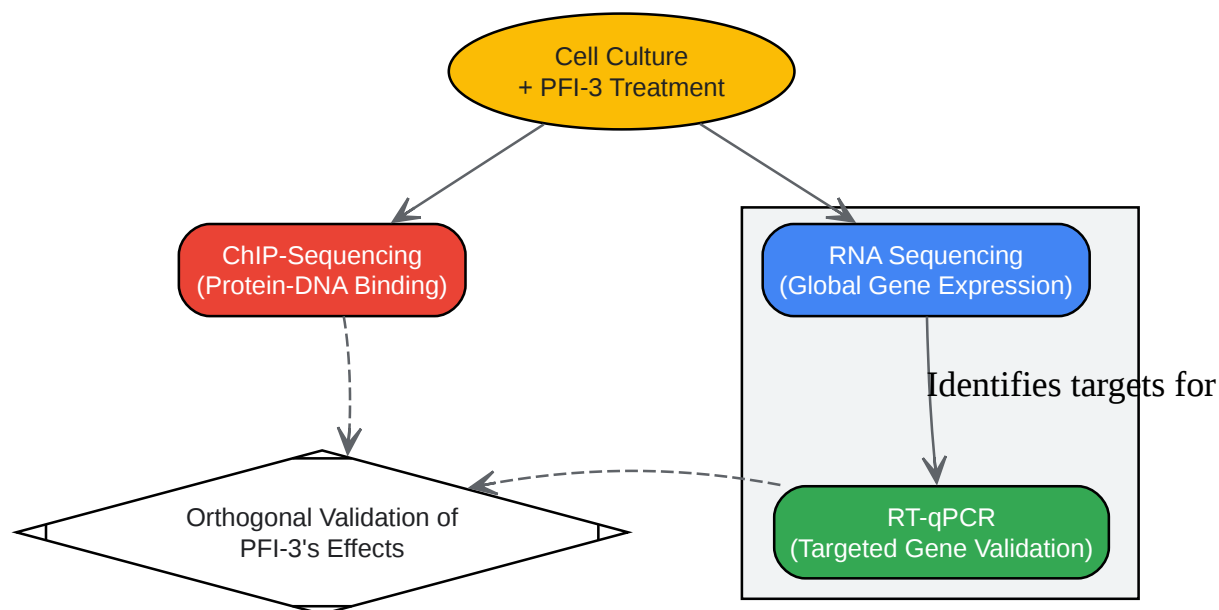 Cell Culture
+ PFI-3 Treatment
ChIP-Sequencing
(Protein-DNA Binding)
RNA Sequencing
(Global Gene Expression)
Identifies targets for
Orthogonal Validation of
PFI-3's Effects
RT-qPCR
(Targeted Gene Validation)